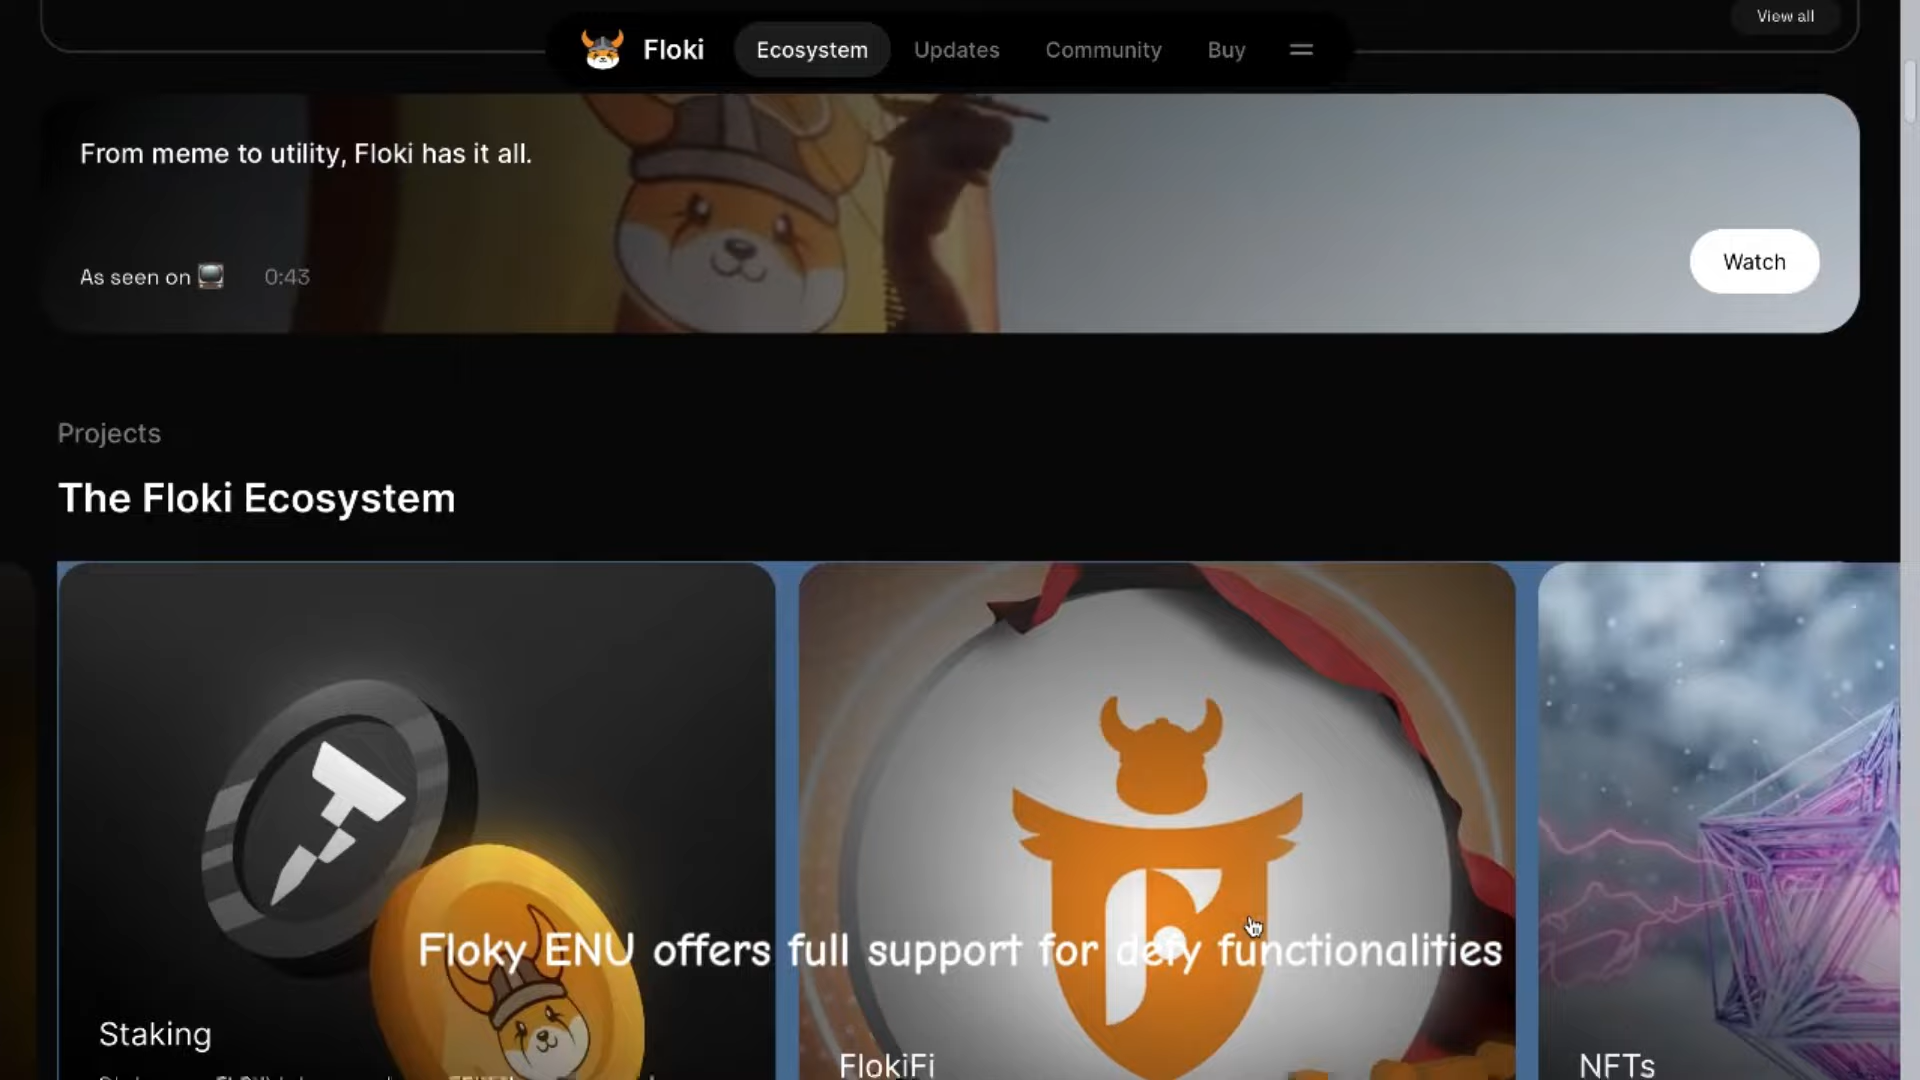 View all
Floki
Ecosystem
Updates
Community
Buy
From meme to utility, Floki has it all.
As seen on
0:43
Watch
Projects
The Floki Ecosystem
Floky ENU offers full support for defy functionalities
Staking
FlokiFi
NFTs